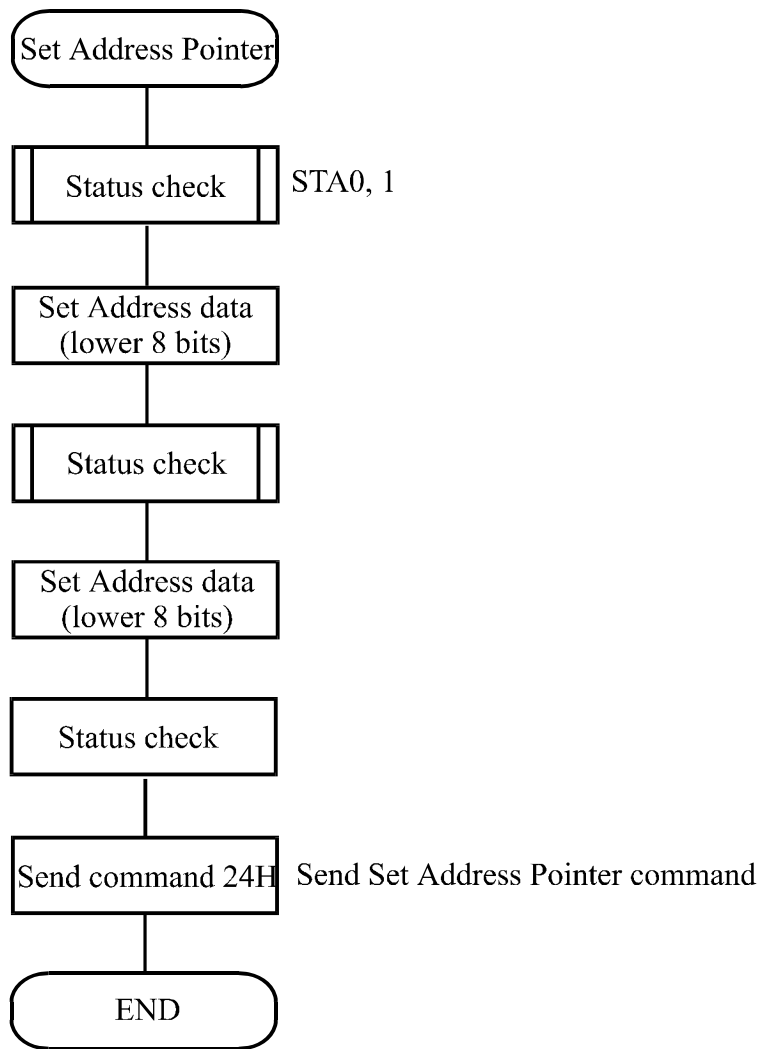 Set Address Pointer
Status check
STA0, 1
Set Address data
(lower 8 bits)
Status check
Set Address data
(lower 8 bits)
Status check
Send command 24H
Send Set Address Pointer command
END